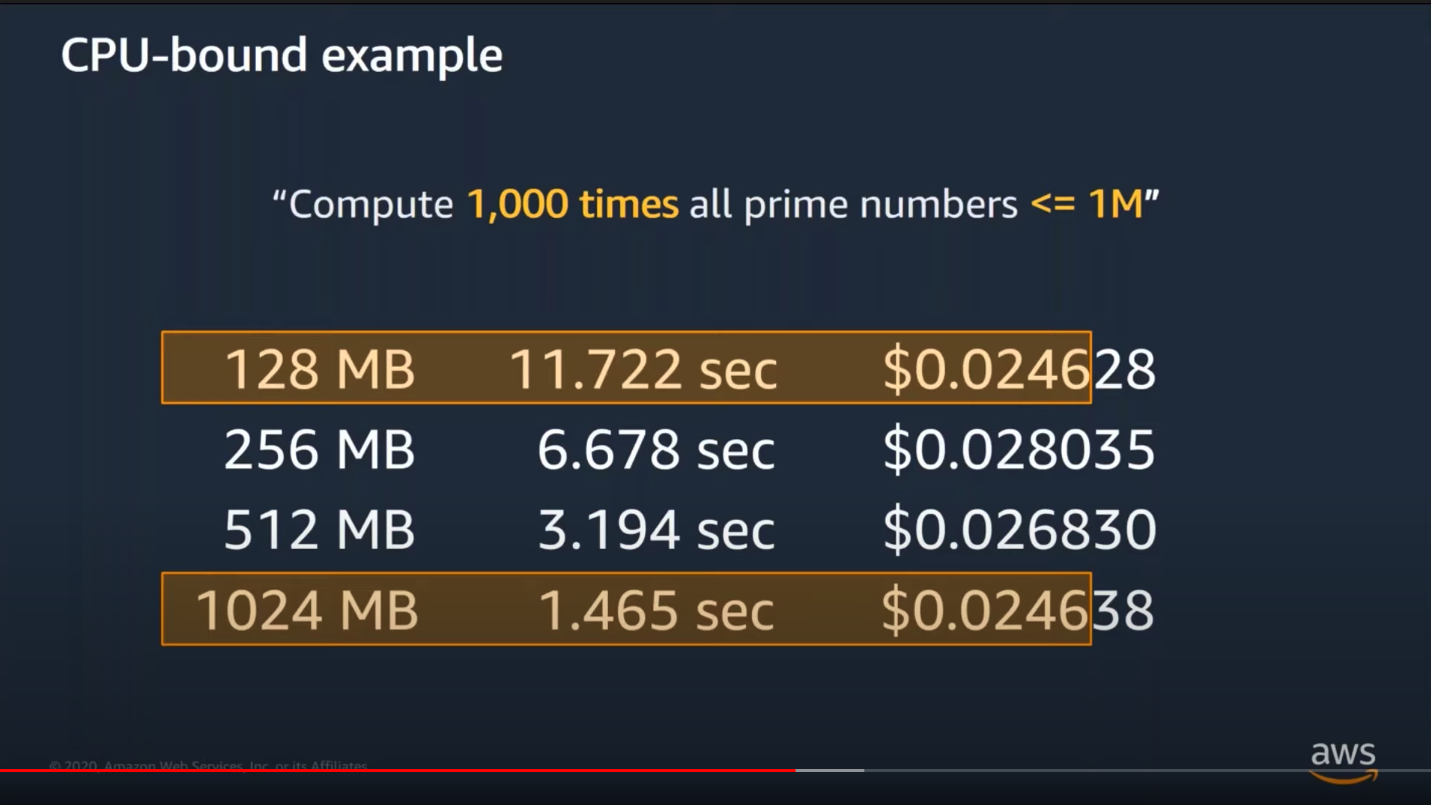 CPU-bound example
“Compute 1,000 times all prime numbers <= 1M”
128 MB 11.722 sec $0.024628
256 MB 6.678 sec $0.028035
512 MB 3.194 sec $0.026830
1024 MB 1.465 sec $0.024638
© 2020, Amazon Web Services, Inc. or its Affiliates.
aws